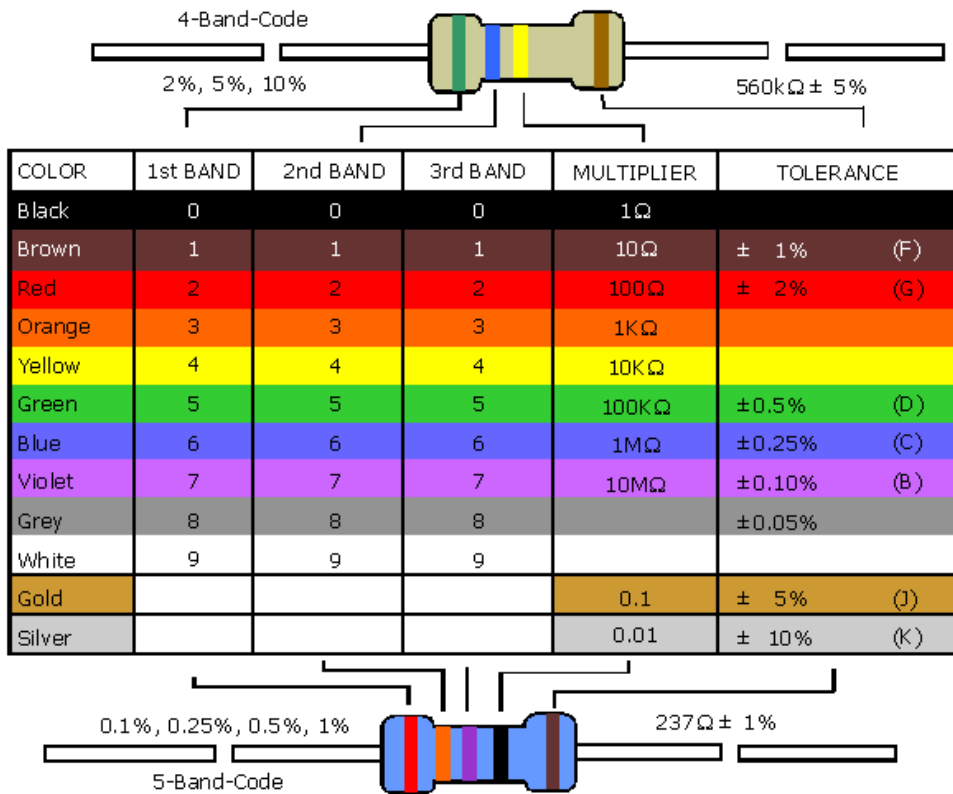 4-Band-Code
2%, 5%, 10%
560kΩ ± 5%
COLOR 1st BAND 2nd BAND 3rd BAND MULTIPLIER TOLERANCE
Black 0 0 0 1Ω
Brown 1 1 1 10Ω ± 1% (F)
Red 2 2 2 100Ω ± 2% (G)
Orange 3 3 3 1KΩ
Yellow 4 4 4 10KΩ
Green 5 5 5 100KΩ ±0.5% (D)
Blue 6 6 6 1MΩ ±0.25% (C)
Violet 7 7 7 10MΩ ±0.10% (B)
Grey 8 8 8 ±0.05%
White 9 9 9
Gold 0.1 ± 5% (J)
Silver 0.01 ± 10% (K)
0.1%, 0.25%, 0.5%, 1%
237Ω ± 1%
5-Band-Code